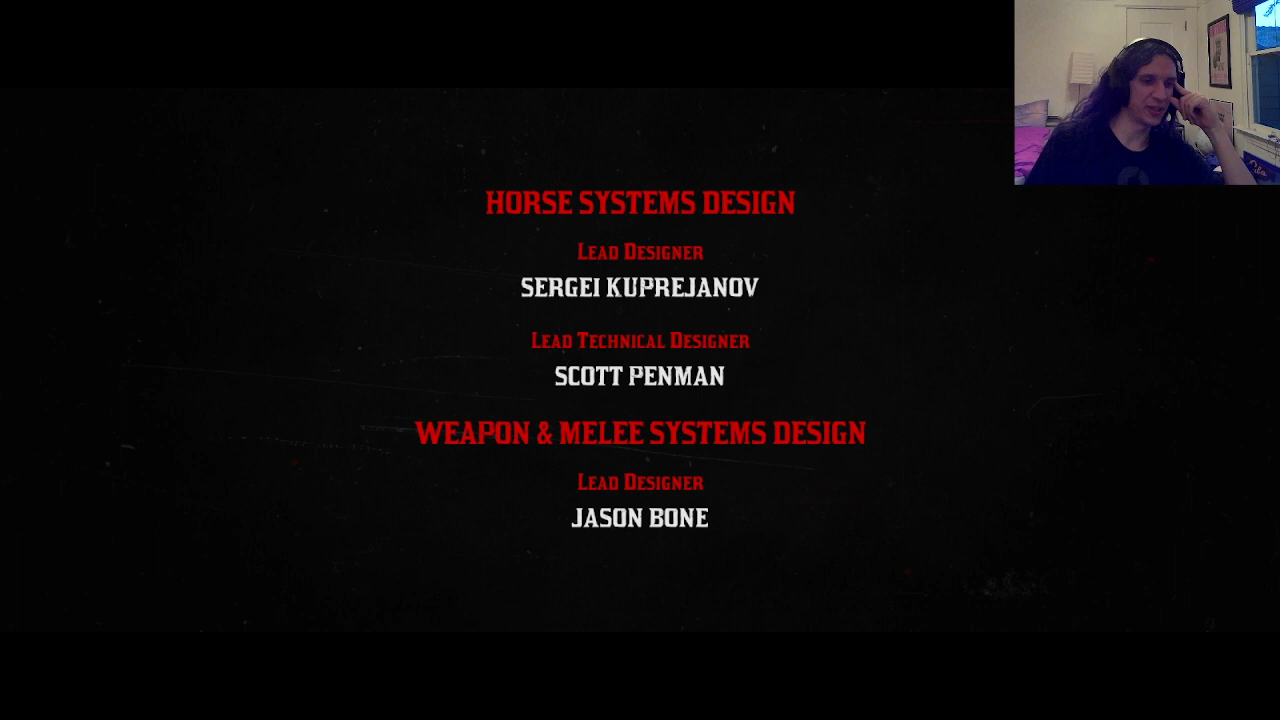 HORSE SYSTEMS DESIGN
LEAD DESIGNER
SERGEI KUPREJANOV
LEAD TECHNICAL DESIGNER
SCOTT PENMAN
WEAPON & MELEE SYSTEMS DESIGN
LEAD DESIGNER
JASON BONE